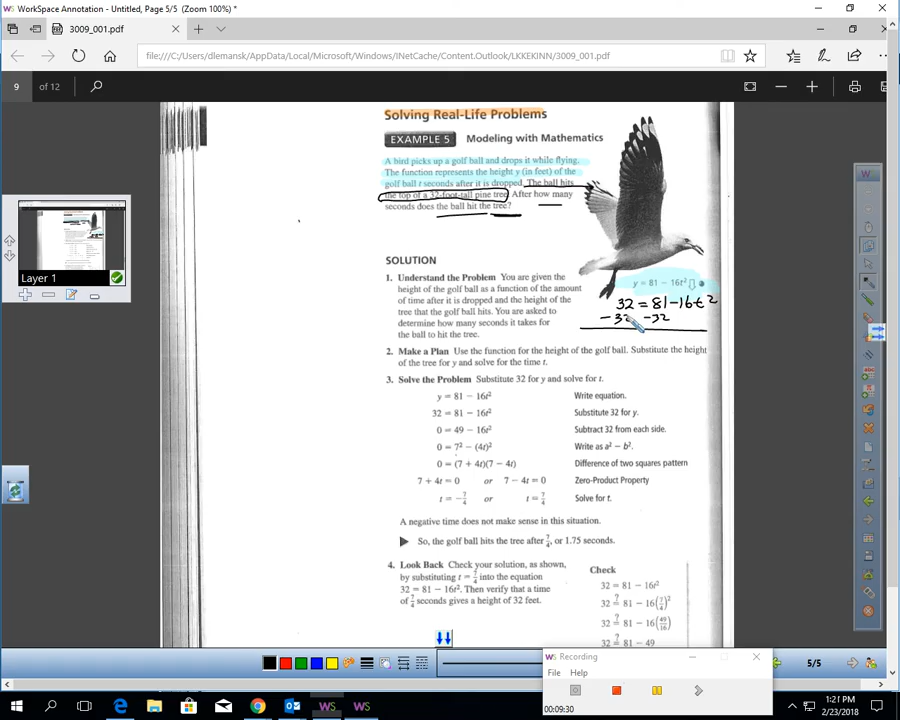 WorkSpace Annotation - Untitled, Page 5/5 (Zoom 100%) *
3009_001.pdf
file:///C:/Users/dlemansk/AppData/Local/Microsoft/Windows/INetCache/Content.Outlook/LKKEKINN/3009_001.pdf
9 of 12
Solving Real-Life Problems
EXAMPLE 5 Modeling with Mathematics
A bird picks up a golf ball and drops it while flying.
The function represents the height y (in feet) of the
golf ball t seconds after it is dropped. The ball hits
the top of a 32-foot-tall pine tree. After how many
seconds does the ball hit the tree?
SOLUTION
1. Understand the Problem You are given the
height of the golf ball as a function of the amount
of time after it is dropped and the height of the
tree that the golf ball hits. You are asked to
determine how many seconds it takes for
the ball to hit the tree.
y = 81 − 16t²
32 = 81 − 16t²
− 32 − 32
2. Make a Plan Use the function for the height of the golf ball. Substitute the height
of the tree for y and solve for the time t.
3. Solve the Problem Substitute 32 for y and solve for t.
y = 81 − 16t² Write equation.
32 = 81 − 16t² Substitute 32 for y.
0 = 49 − 16t² Subtract 32 from each side.
0 = 7² − (4t)² Write as a² − b².
0 = (7 + 4t)(7 − 4t) Difference of two squares pattern
7 + 4t = 0 or 7 − 4t = 0 Zero-Product Property
t = −7/4 or t = 7/4 Solve for t.
A negative time does not make sense in this situation.
So, the golf ball hits the tree after 7/4, or 1.75 seconds.
4. Look Back Check your solution, as shown,
by substituting t = 7/4 into the equation
32 = 81 − 16t². Then verify that a time
of 7/4 seconds gives a height of 32 feet.
Check
32 = 81 − 16t²
32 ≟ 81 − 16(7/4)²
32 ≟ 81 − 16(49/16)
32 ≟ 81 − 49
Layer 1
Recording
File Help
00:09:30
5/5
1:21 PM
2/23/2018